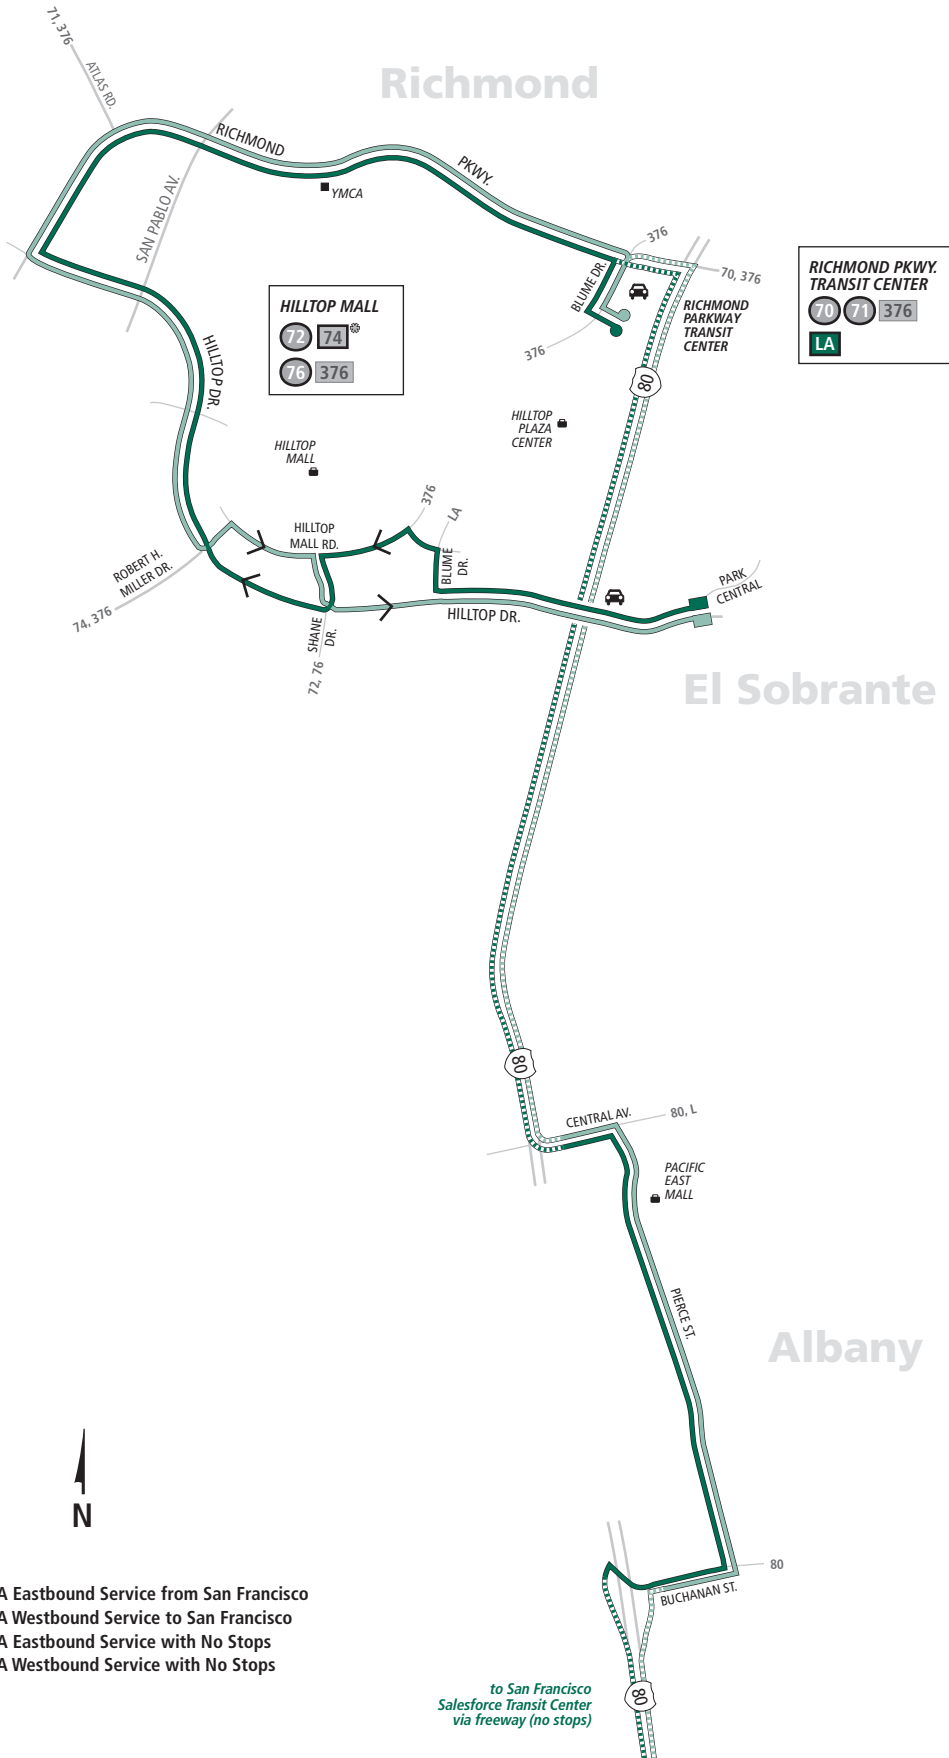 71, 376
ATLAS RD.
Richmond
RICHMOND
PKWY.
SAN PABLO AV.
YMCA
376
70, 376
BLUME DR.
RICHMOND
PARKWAY
TRANSIT
CENTER
RICHMOND PKWY.
TRANSIT CENTER
70 71 376
LA
HILLTOP MALL
72 74
76 376
376
HILLTOP DR.
80
HILLTOP
PLAZA
CENTER
HILLTOP
MALL
376
LA
HILLTOP
MALL RD.
BLUME
DR.
ROBERT H.
MILLER DR.
74, 376
SHANE
DR.
72, 76
HILLTOP DR.
PARK
CENTRAL
El Sobrante
80
CENTRAL AV.
80, L
PACIFIC
EAST
MALL
PIERCE ST.
Albany
N
80
BUCHANAN ST.
A Eastbound Service from San Francisco
A Westbound Service to San Francisco
A Eastbound Service with No Stops
A Westbound Service with No Stops
80
to San Francisco
Salesforce Transit Center
via freeway (no stops)